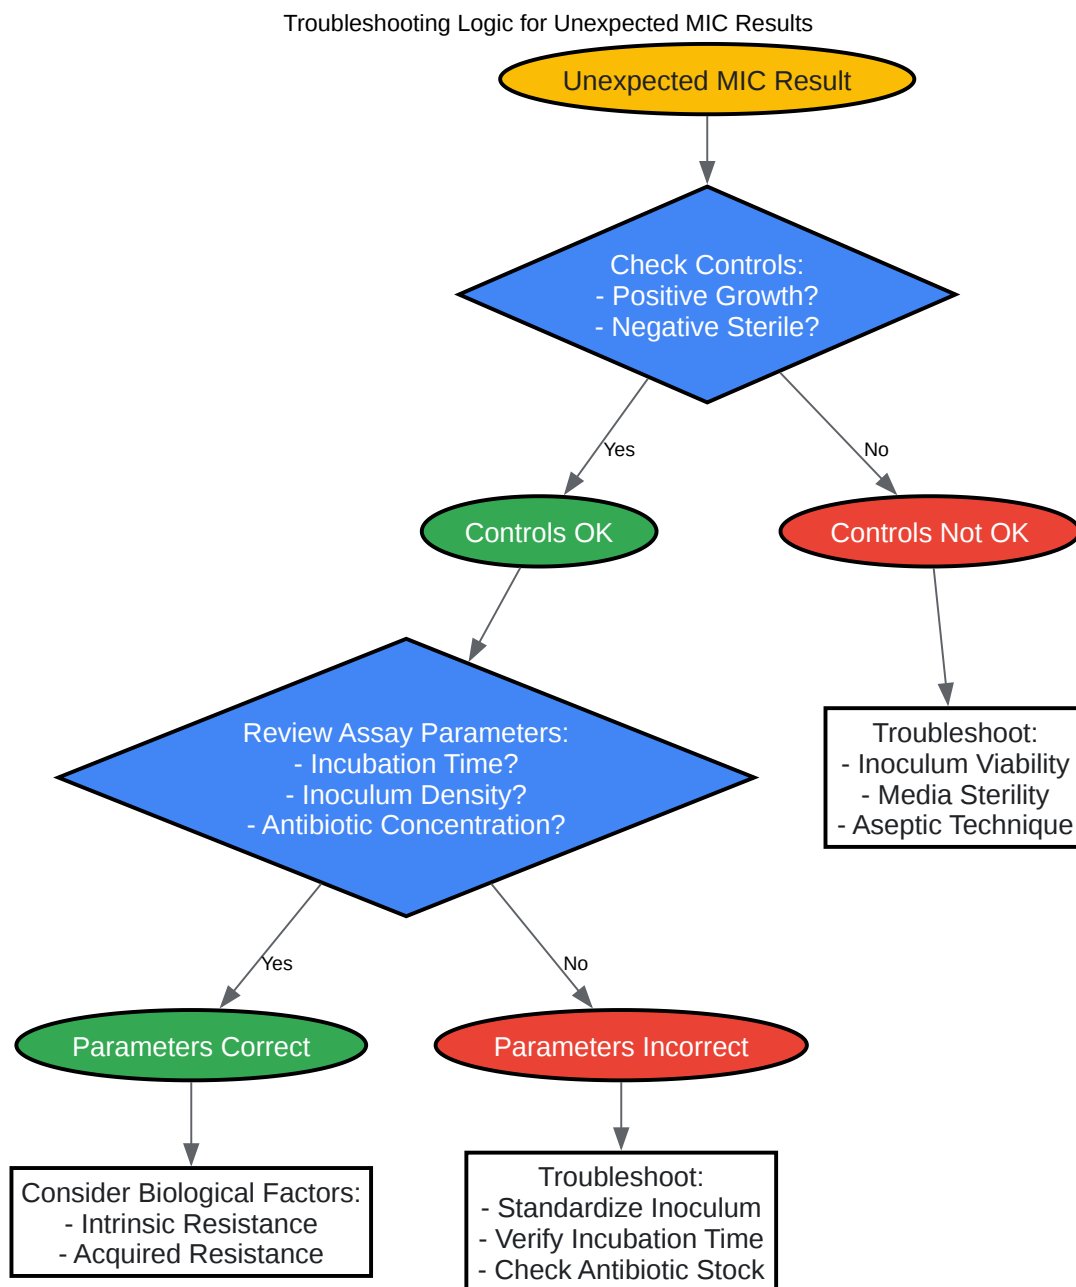 Troubleshooting Logic for Unexpected MIC Results
Unexpected MIC Result
Check Controls:
- Positive Growth?
- Negative Sterile?
Yes
No
Controls OK
Controls Not OK
Review Assay Parameters:
- Incubation Time?
- Inoculum Density?
- Antibiotic Concentration?
Troubleshoot:
- Inoculum Viability
- Media Sterility
- Aseptic Technique
Yes
No
Parameters Correct
Parameters Incorrect
Consider Biological Factors:
- Intrinsic Resistance
- Acquired Resistance
Troubleshoot:
- Standardize Inoculum
- Verify Incubation Time
- Check Antibiotic Stock